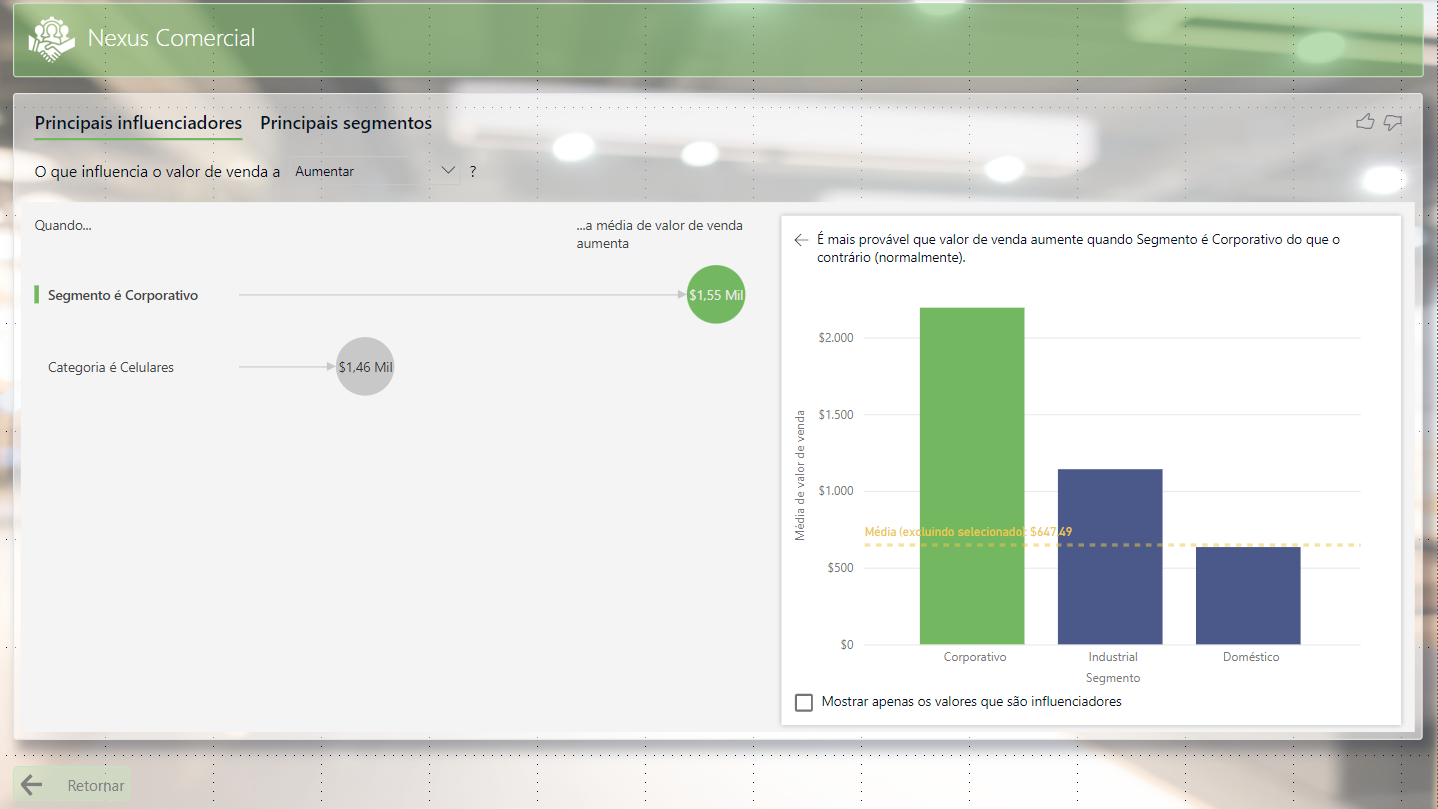 Nexus Comercial
Principais influenciadores
Principais segmentos
O que influencia o valor de venda a
Aumentar
?
Quando...
...a média de valor de venda
aumenta
Segmento é Corporativo
$1,55 Mil
Categoria é Celulares
$1,46 Mil
É mais provável que valor de venda aumente quando Segmento é Corporativo do que o
contrário (normalmente).
Média de valor de venda
$2.000
$1.500
$1.000
$500
$0
Média (excluindo selecionado): $647,49
Corporativo
Industrial
Doméstico
Segmento
Mostrar apenas os valores que são influenciadores
Retornar